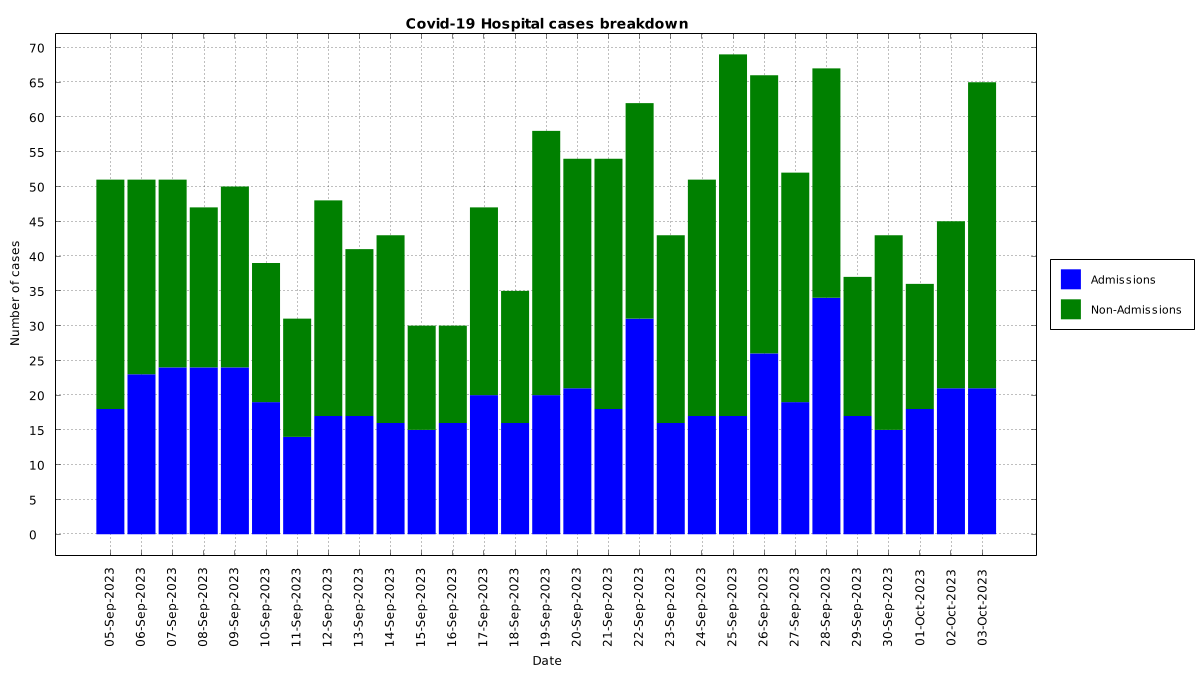 Covid-19 Hospital cases breakdown
70
65
60
55
50
45
40
35
30
25
20
15
10
5
0
Number of cases
Admissions
Non-Admissions
05-Sep-2023
06-Sep-2023
07-Sep-2023
08-Sep-2023
09-Sep-2023
10-Sep-2023
11-Sep-2023
12-Sep-2023
13-Sep-2023
14-Sep-2023
15-Sep-2023
16-Sep-2023
17-Sep-2023
18-Sep-2023
19-Sep-2023
20-Sep-2023
21-Sep-2023
22-Sep-2023
23-Sep-2023
24-Sep-2023
25-Sep-2023
26-Sep-2023
27-Sep-2023
28-Sep-2023
29-Sep-2023
30-Sep-2023
01-Oct-2023
02-Oct-2023
03-Oct-2023
Date